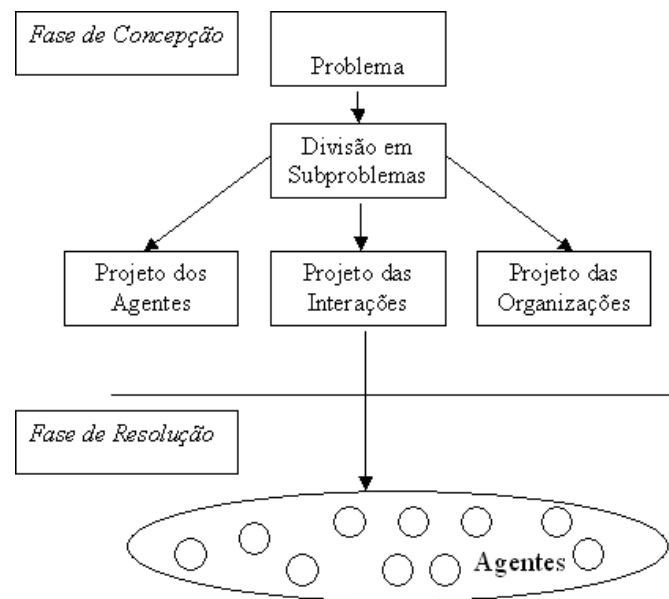 Fase de Concepção
Problema
Divisão em
Subproblemas
Projeto dos
Agentes
Projeto das
Interações
Projeto das
Organizações
Fase de Resolução
Agentes